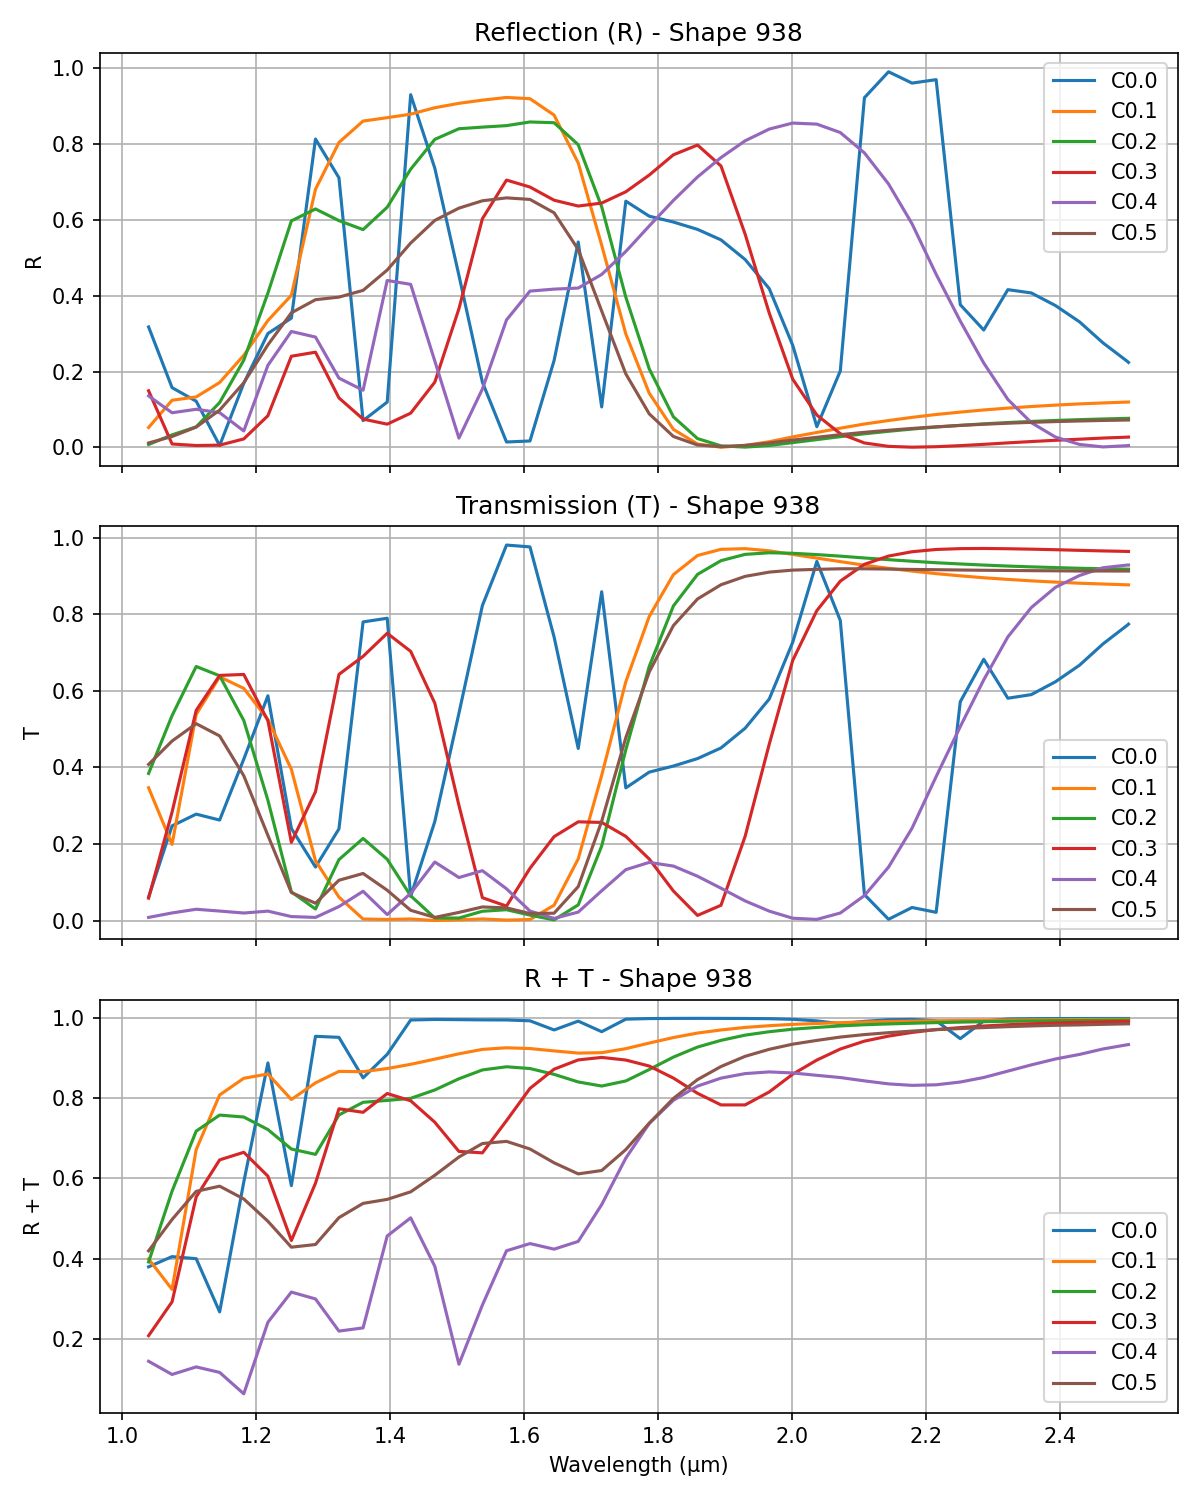 Reflection (R) - Shape 938
1.0
0.8
0.6
0.4
0.2
0.0
R
C0.0
C0.1
C0.2
C0.3
C0.4
C0.5
Transmission (T) - Shape 938
1.0
0.8
0.6
0.4
0.2
0.0
T
C0.0
C0.1
C0.2
C0.3
C0.4
C0.5
R + T - Shape 938
1.0
0.8
0.6
0.4
0.2
R + T
C0.0
C0.1
C0.2
C0.3
C0.4
C0.5
1.0 1.2 1.4 1.6 1.8 2.0 2.2 2.4
Wavelength (μm)